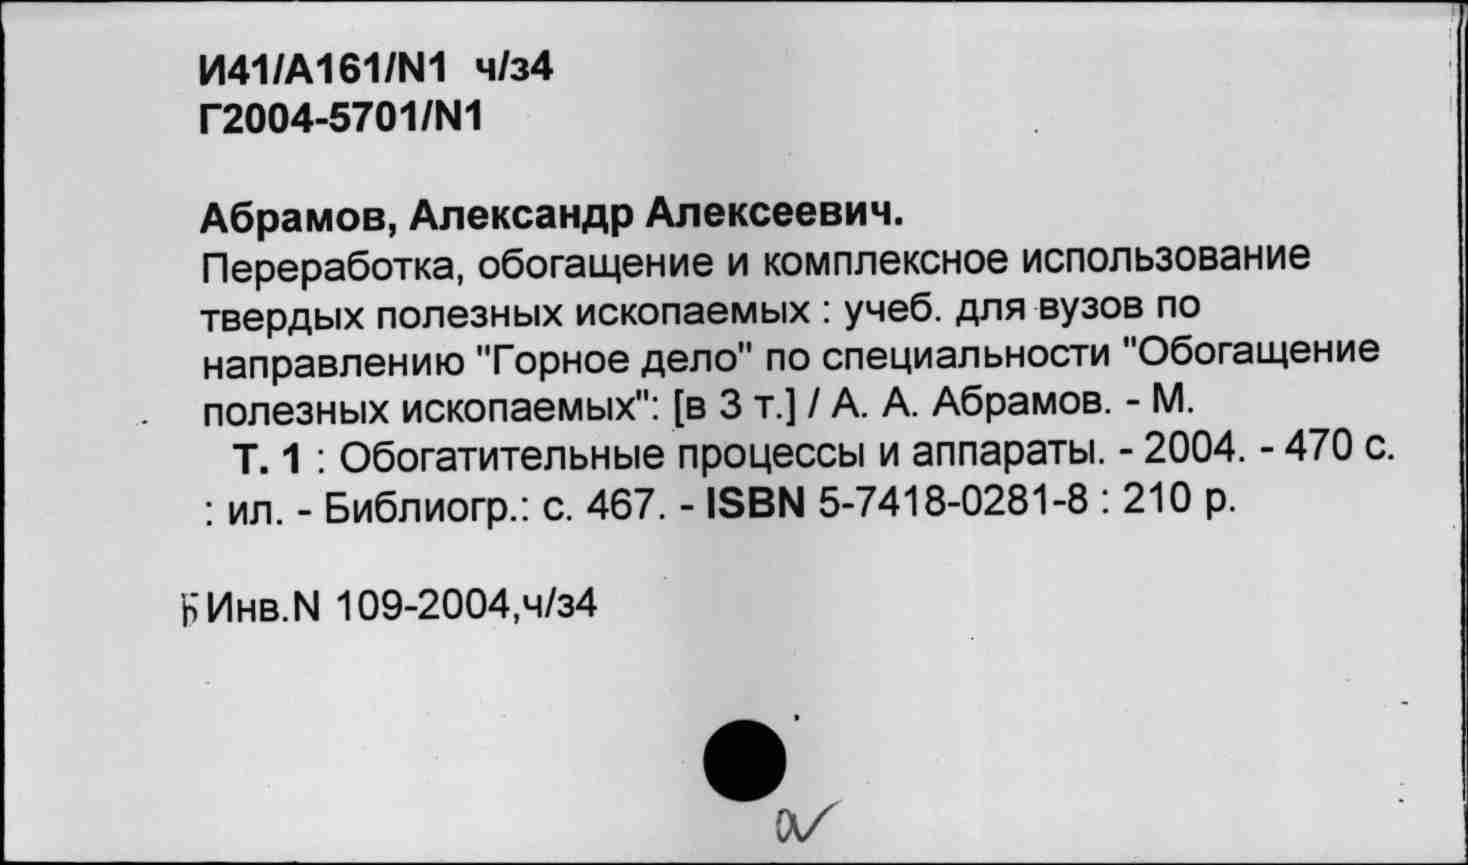 И41/А161/N1 ч/з4
Г2004-5701/N1
Абрамов, Александр Алексеевич.
Переработка, обогащение и комплексное использование
твердых полезных ископаемых : учеб. для вузов по
направлению "Горное дело" по специальности "Обогащение
полезных ископаемых": [в 3 т.] / А. А. Абрамов. - М.
Т. 1 : Обогатительные процессы и аппараты. - 2004. - 470 с.
: ил. - Библиогр.: с. 467. - ISBN 5-7418-0281-8 : 210 р.
Инв.N 109-2004,ч/з4